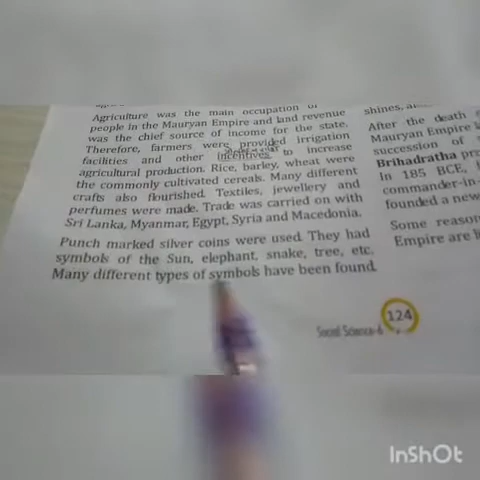 Agriculture was the main occupation of
people in the Mauryan Empire and land revenue
was the chief source of income for the state.
Therefore, farmers were provided irrigation
facilities and other incentives to increase
agricultural production. Rice, barley, wheat were
the commonly cultivated cereals. Many different
crafts also flourished. Textiles, jewellery and
perfumes were made. Trade was carried on with
Sri Lanka, Myanmar, Egypt, Syria and Macedonia.
Punch marked silver coins were used. They had
symbols of the Sun, elephant, snake, tree, etc.
Many different types of symbols have been found.
shines,
After the death
Mauryan Empire
succession of
Brihadratha
In 185 BCE,
commander-in-
founded a new
Some
Empire are
Social Science-6
124
InShOt